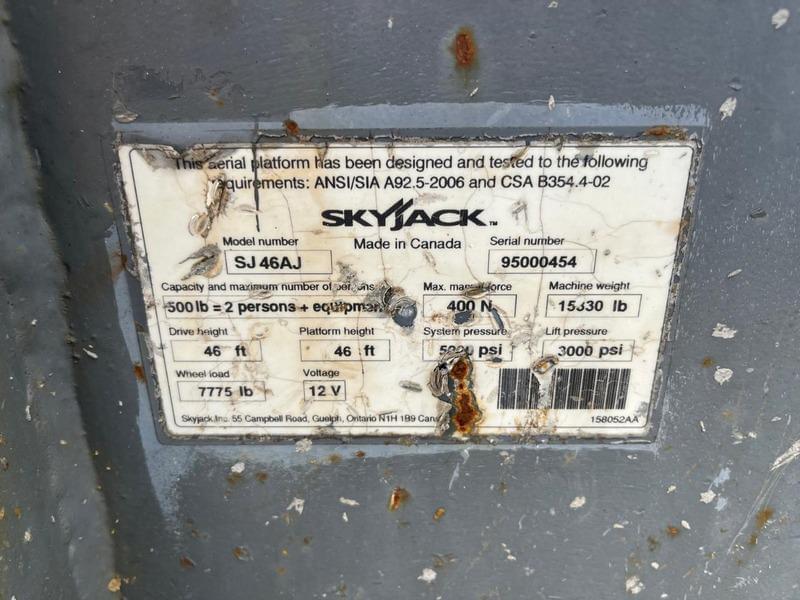 This aerial platform has been designed and tested to the following
requirements: ANSI/SIA A92.5-2006 and CSA B354.4-02
SKYJACK™
Made in Canada
Model number
SJ 46AJ
Serial number
95000454
Capacity and maximum number of persons
500 lb = 2 persons + equipment
Max. manual force
400 N
Machine weight
lb
Drive height
46 ft
Platform height
46 ft
System pressure
psi
Lift pressure
3000 psi
Wheel load
7775 lb
Voltage
12 V
Skyjack Inc. 55 Campbell Road, Guelph, Ontario N1H 1B9 Canada
158052AA